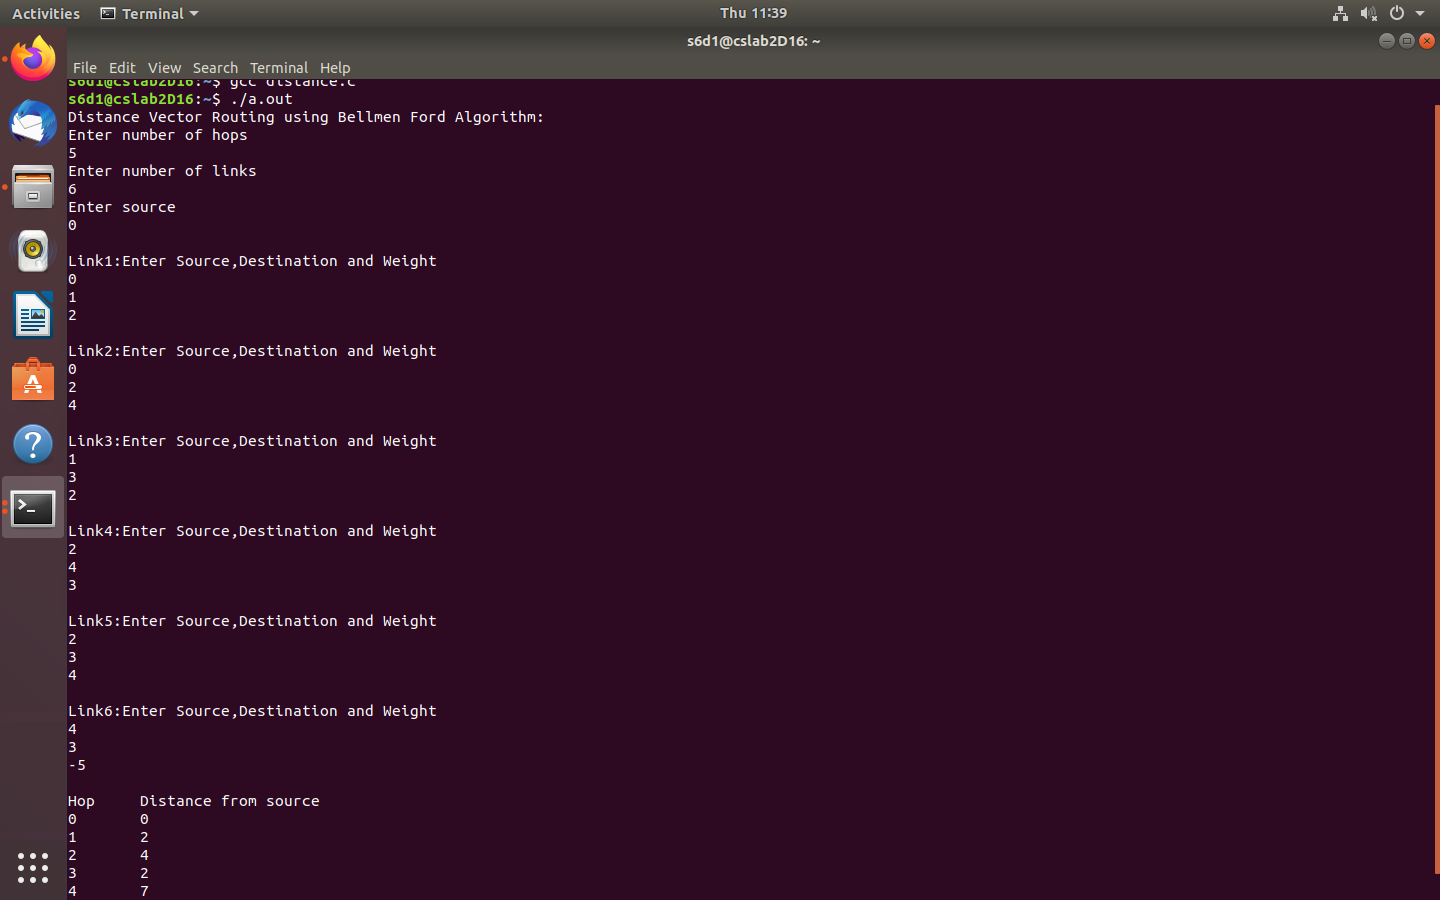 Activities Terminal Thu 11:39
s6d1@cslab2D16: ~
File Edit View Search Terminal Help
s6d1@cslab2D16:~$ gcc distance.c
s6d1@cslab2D16:~$ ./a.out
Distance Vector Routing using Bellmen Ford Algorithm:
Enter number of hops
5
Enter number of links
6
Enter source
0
Link1:Enter Source,Destination and Weight
0
1
2
Link2:Enter Source,Destination and Weight
0
2
4
Link3:Enter Source,Destination and Weight
1
3
2
Link4:Enter Source,Destination and Weight
2
4
3
Link5:Enter Source,Destination and Weight
2
3
4
Link6:Enter Source,Destination and Weight
4
3
-5
Hop Distance from source
0 0
1 2
2 4
3 2
4 7